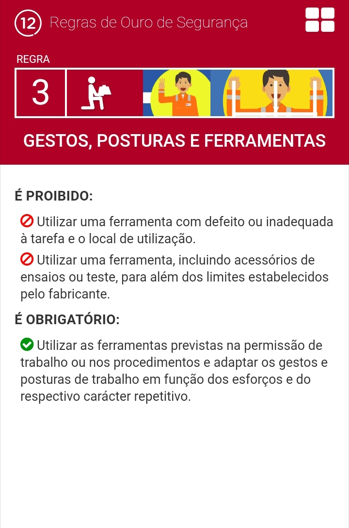 12 Regras de Ouro de Segurança
REGRA
3
GESTOS, POSTURAS E FERRAMENTAS
É PROIBIDO:
Utilizar uma ferramenta com defeito ou inadequada
à tarefa e o local de utilização.
Utilizar uma ferramenta, incluindo acessórios de
ensaios ou teste, para além dos limites estabelecidos
pelo fabricante.
É OBRIGATÓRIO:
Utilizar as ferramentas previstas na permissão de
trabalho ou nos procedimentos e adaptar os gestos e
posturas de trabalho em função dos esforços e do
respectivo carácter repetitivo.